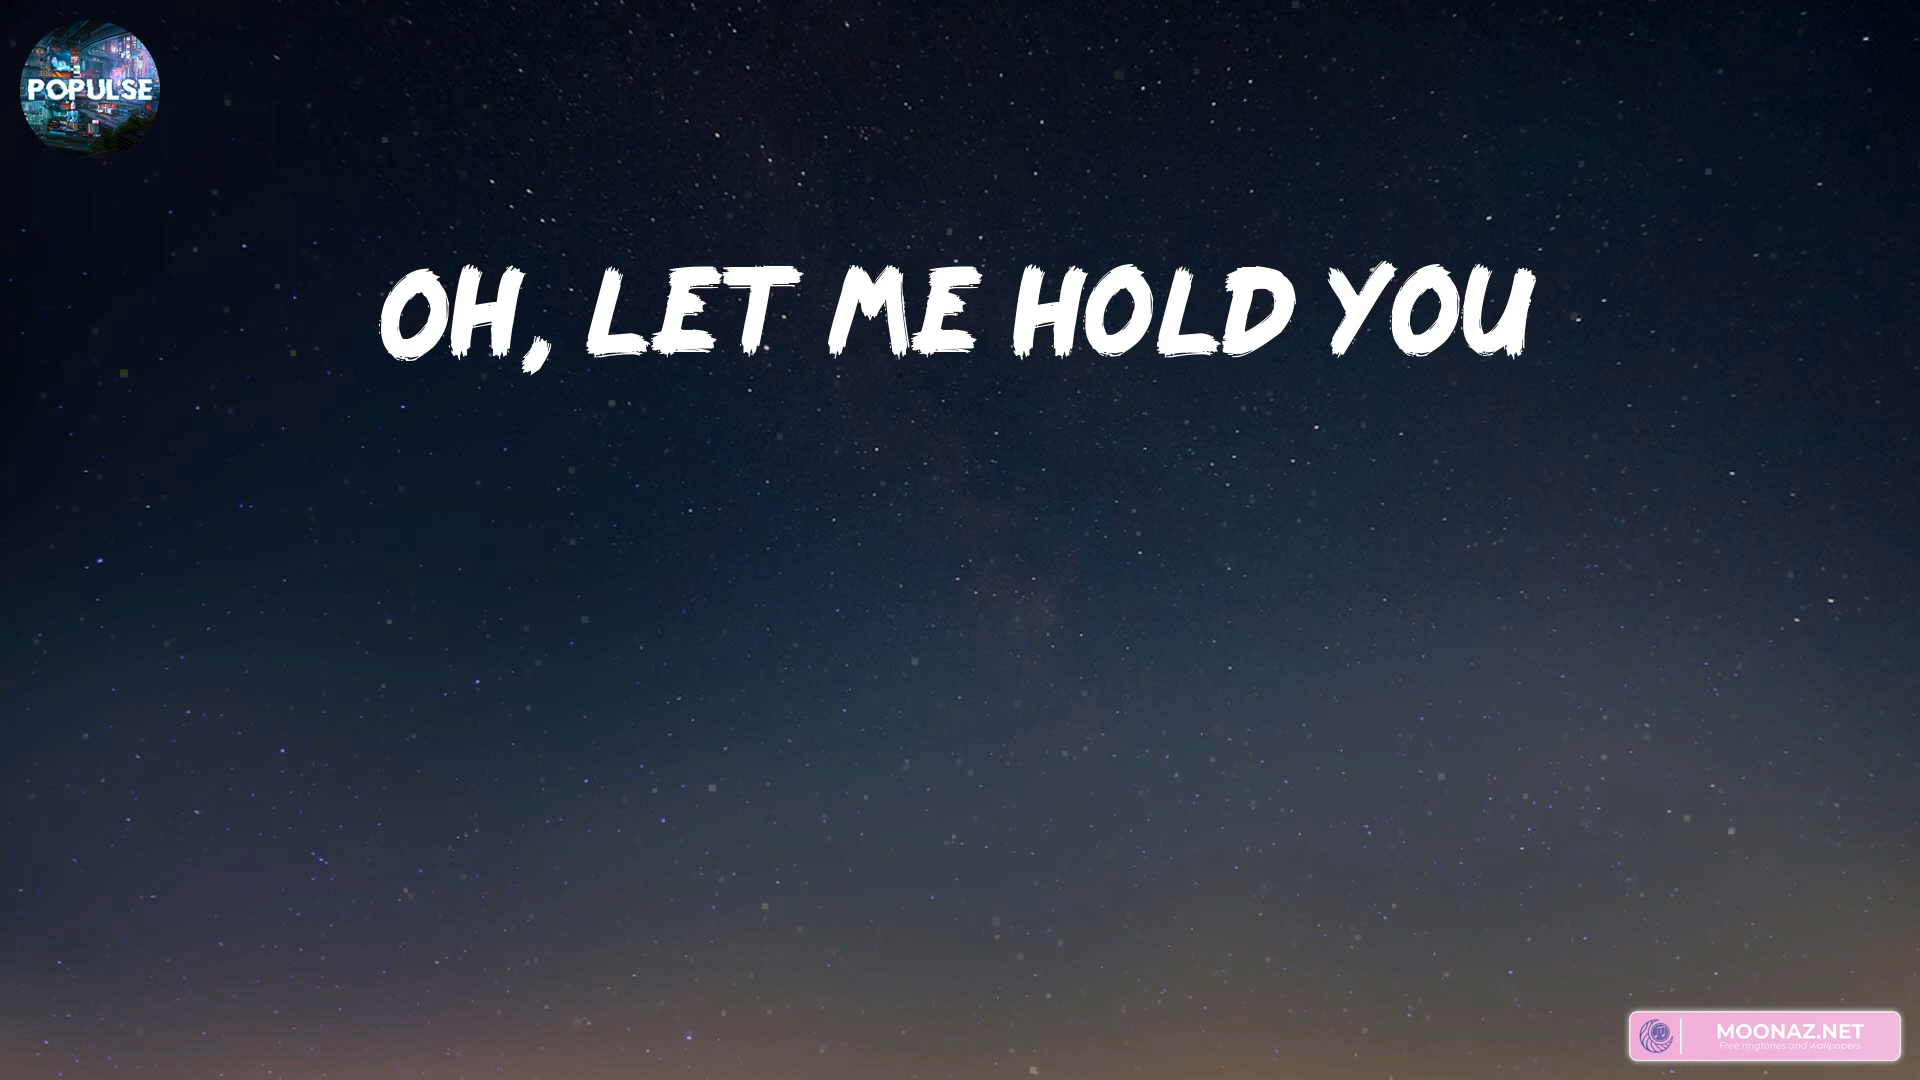 POPULSE
OH, LET ME HOLD YOU
MOONAZ.NET
Free ringtones and wallpapers